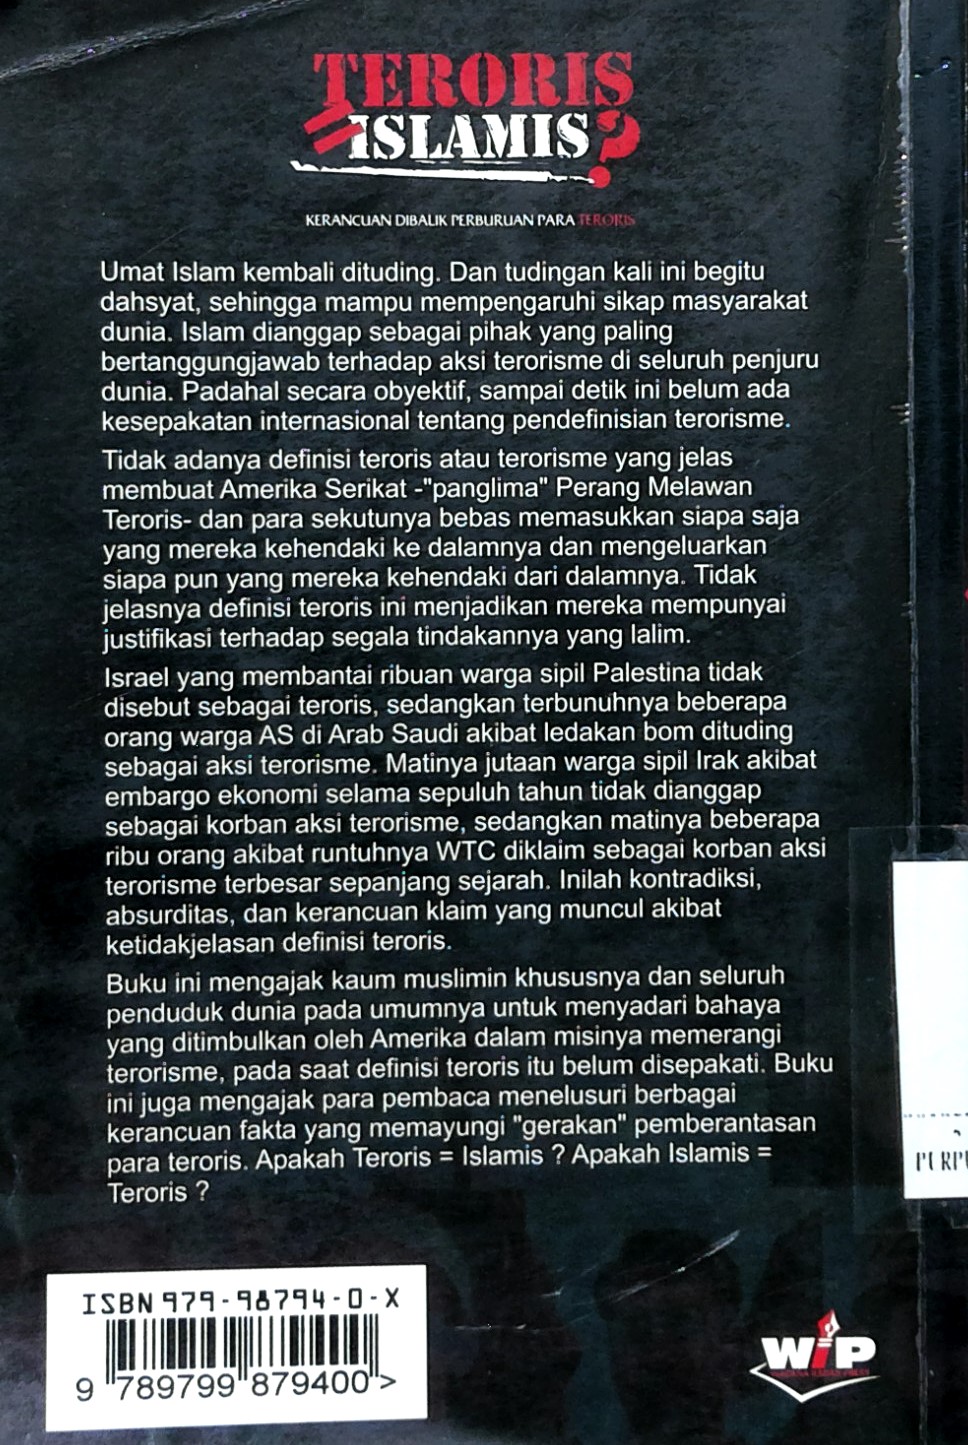 TERORIS
= ISLAMIS?
KERANCUAN DIBALIK PERBURUAN PARA TERORIS
Umat Islam kembali dituding. Dan tudingan kali ini begitu
dahsyat, sehingga mampu mempengaruhi sikap masyarakat
dunia. Islam dianggap sebagai pihak yang paling
bertanggungjawab terhadap aksi terorisme di seluruh penjuru
dunia. Padahal secara obyektif, sampai detik ini belum ada
kesepakatan internasional tentang pendefinisian terorisme.
Tidak adanya definisi teroris atau terorisme yang jelas
membuat Amerika Serikat -"panglima" Perang Melawan
Teroris- dan para sekutunya bebas memasukkan siapa saja
yang mereka kehendaki ke dalamnya dan mengeluarkan
siapa pun yang mereka kehendaki dari dalamnya. Tidak
jelasnya definisi teroris ini menjadikan mereka mempunyai
justifikasi terhadap segala tindakannya yang lalim.
Israel yang membantai ribuan warga sipil Palestina tidak
disebut sebagai teroris, sedangkan terbunuhnya beberapa
orang warga AS di Arab Saudi akibat ledakan bom dituding
sebagai aksi terorisme. Matinya jutaan warga sipil Irak akibat
embargo ekonomi selama sepuluh tahun tidak dianggap
sebagai korban aksi terorisme, sedangkan matinya beberapa
ribu orang akibat runtuhnya WTC diklaim sebagai korban aksi
terorisme terbesar sepanjang sejarah. Inilah kontradiksi,
absurditas, dan kerancuan klaim yang muncul akibat
ketidakjelasan definisi teroris.
Buku ini mengajak kaum muslimin khususnya dan seluruh
penduduk dunia pada umumnya untuk menyadari bahaya
yang ditimbulkan oleh Amerika dalam misinya memerangi
terorisme, pada saat definisi teroris itu belum disepakati. Buku
ini juga mengajak para pembaca menelusuri berbagai
kerancuan fakta yang memayungi "gerakan" pemberantasan
para teroris. Apakah Teroris = Islamis ? Apakah Islamis =
Teroris ?
ISBN 979-98794-0-X
9 789799 879400 >
WIP